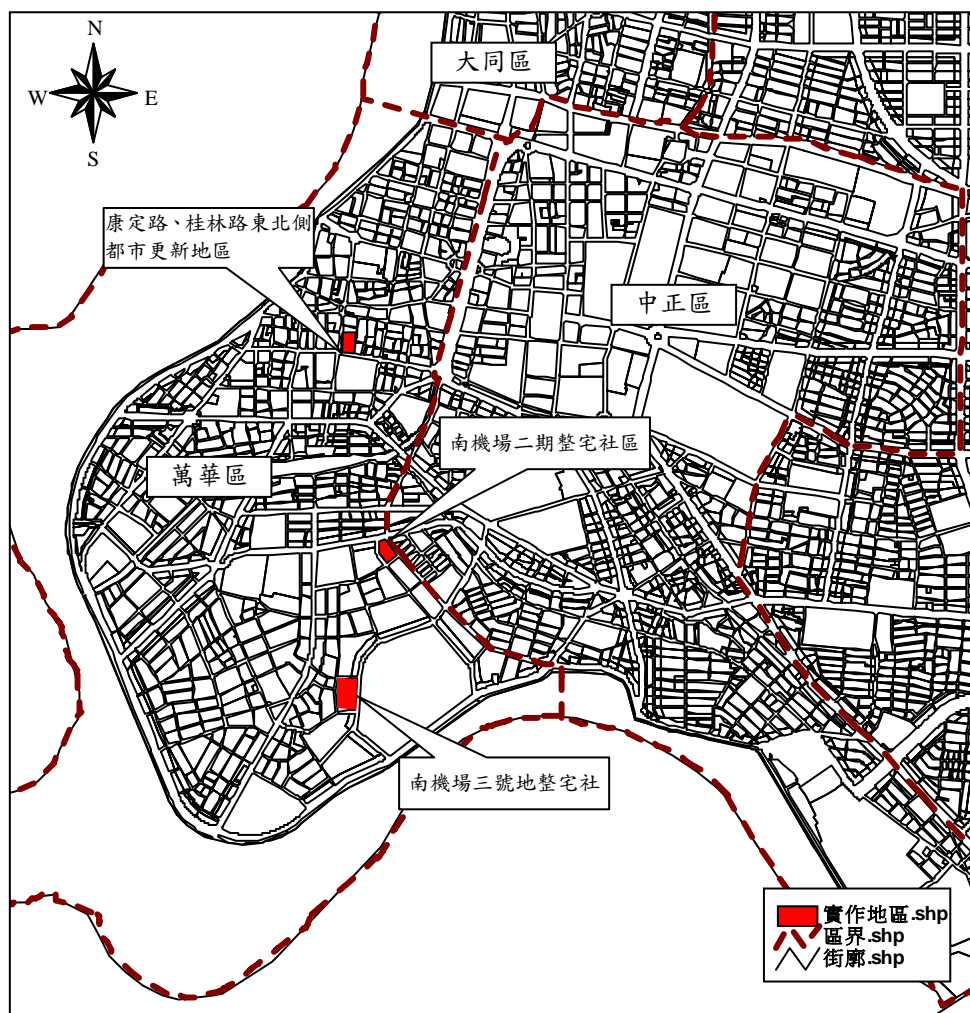 N
大同區
W
E
S
康定路、桂林路東北側
都市更新地區
中正區
南機場二期整宅社區
萬華區
南機場三號地整宅社
實作地區.shp
區界.shp
街廓.shp